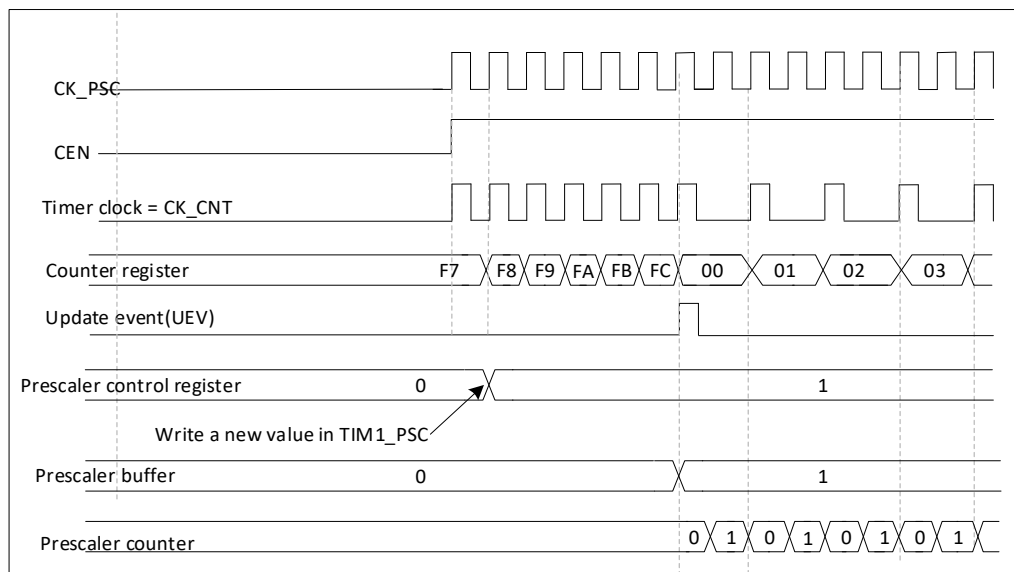 CK_PSC
CEN
Timer clock = CK_CNT
Counter register F7 F8 F9 FA FB FC 00 01 02 03
Update event(UEV)
Prescaler control register 0 1
Write a new value in TIM1_PSC
Prescaler buffer 0 1
Prescaler counter 0 1 0 1 0 1 0 1